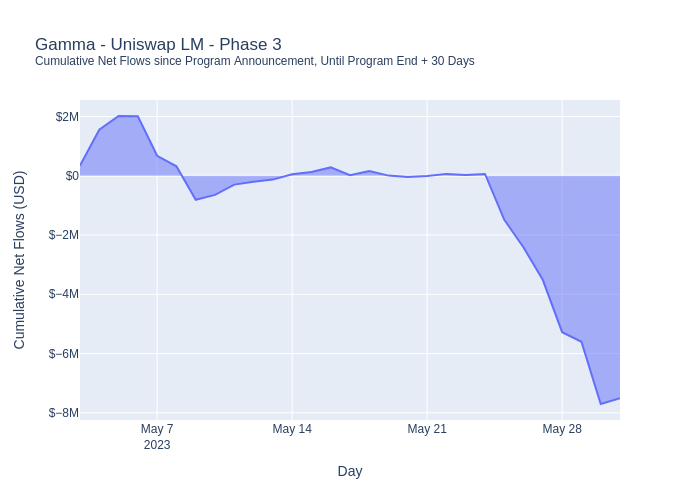 Gamma - Uniswap LM - Phase 3
Cumulative Net Flows since Program Announcement, Until Program End + 30 Days
Cumulative Net Flows (USD)
$2M
$0
$−2M
$−4M
$−6M
$−8M
May 7
2023
May 14
May 21
May 28
Day